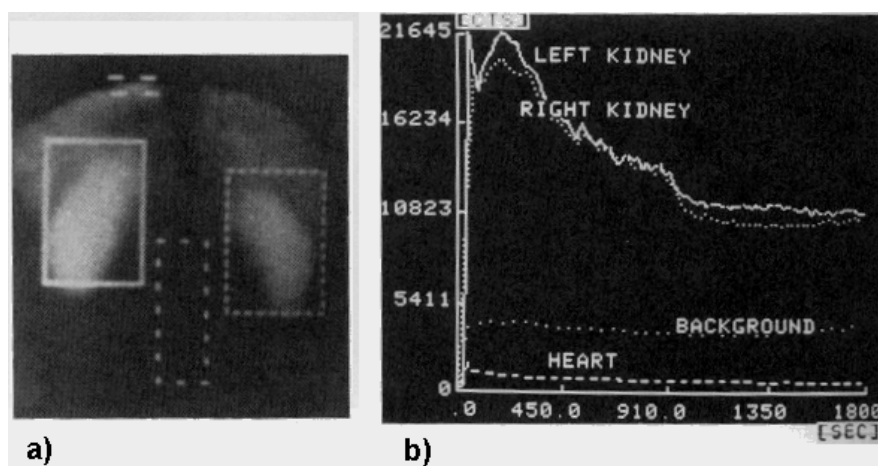 [CTS]
21645
LEFT KIDNEY
RIGHT KIDNEY
16234
10823
5411
BACKGROUND
HEART
0
.0 450.0 910.0 1350 1800
[SEC]
a) b)